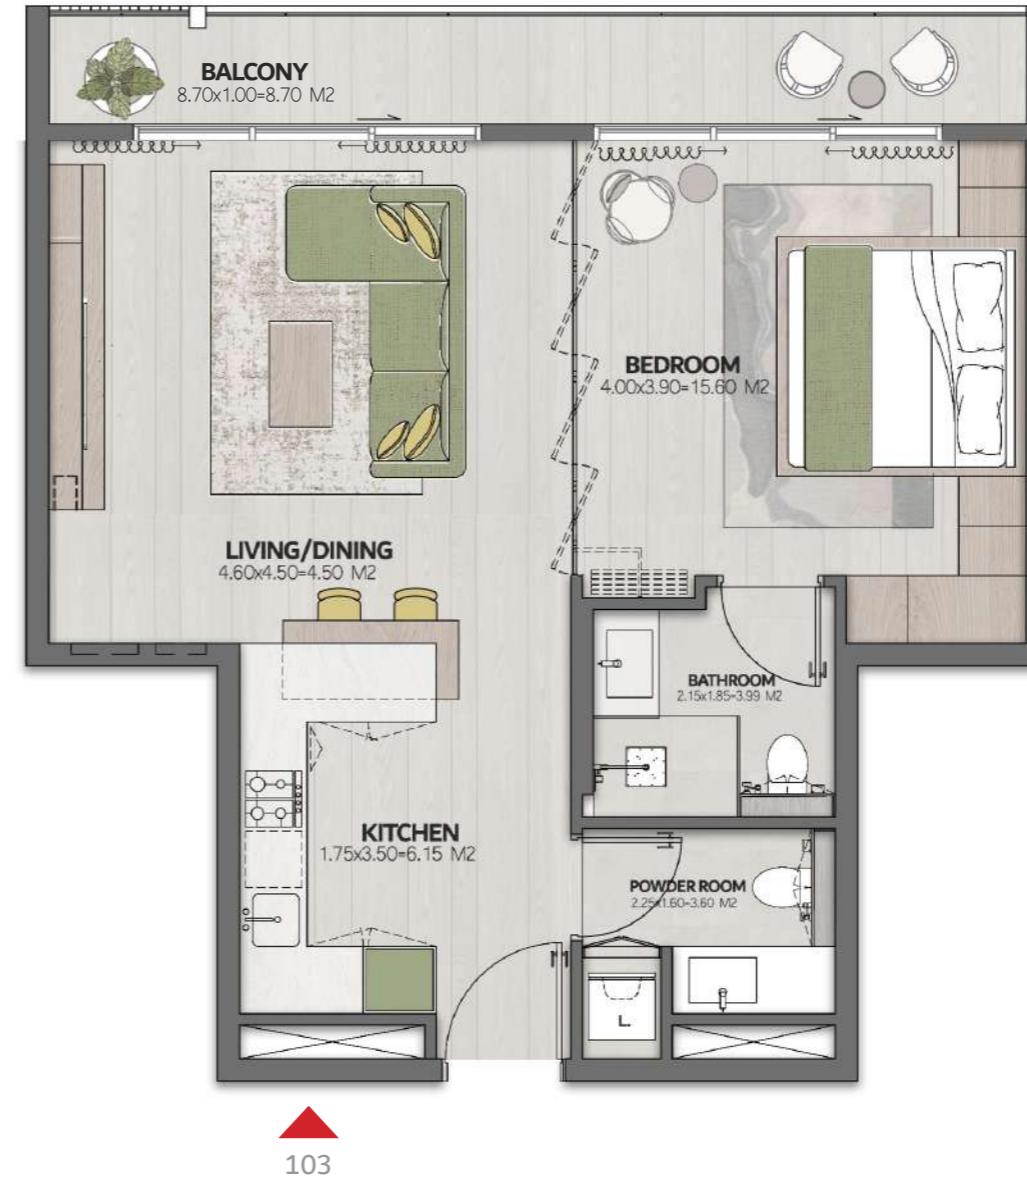 BALCONY
8.70x1.00=8.70 M2
BEDROOM
4.00x3.90=15.60 M2
LIVING/DINING
4.60x4.50=4.50 M2
BATHROOM
2.15x1.85=3.99 M2
KITCHEN
1.75x3.50=6.15 M2
POWDER ROOM
2.25x1.60=3.60 M2
L.
103